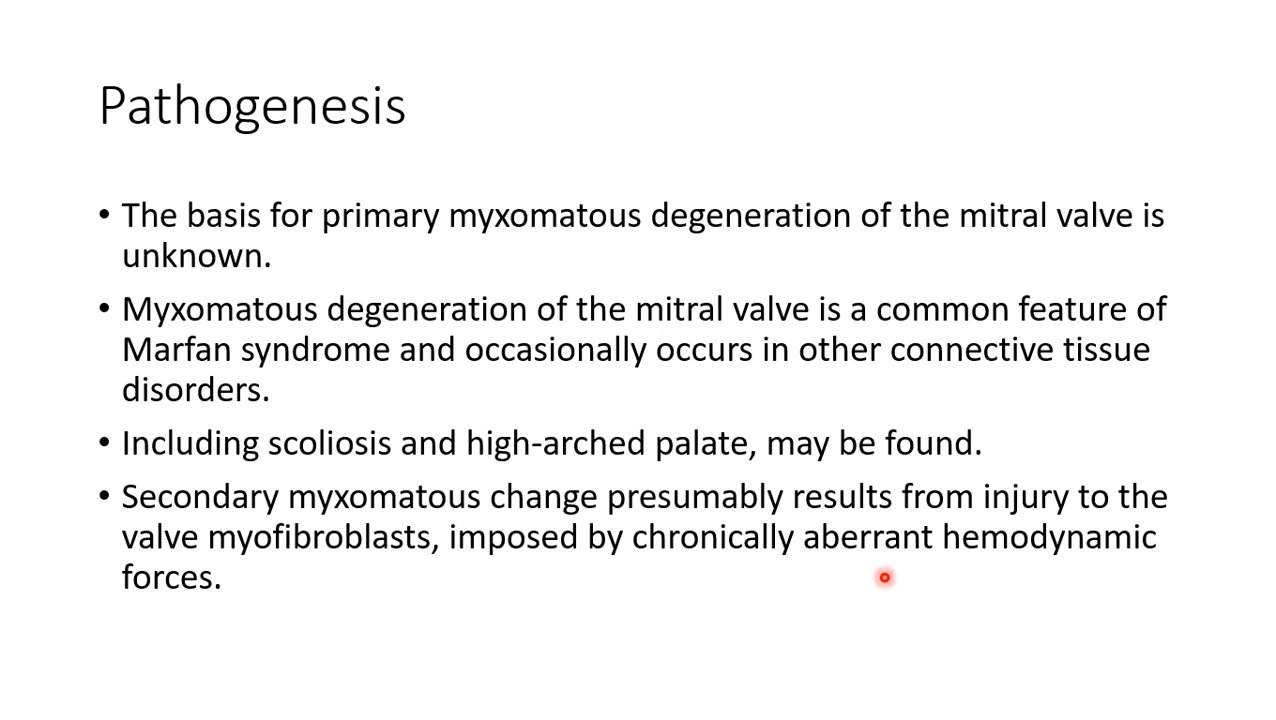 Pathogenesis
• The basis for primary myxomatous degeneration of the mitral valve is
unknown.
• Myxomatous degeneration of the mitral valve is a common feature of
Marfan syndrome and occasionally occurs in other connective tissue
disorders.
• Including scoliosis and high-arched palate, may be found.
• Secondary myxomatous change presumably results from injury to the
valve myofibroblasts, imposed by chronically aberrant hemodynamic
forces.